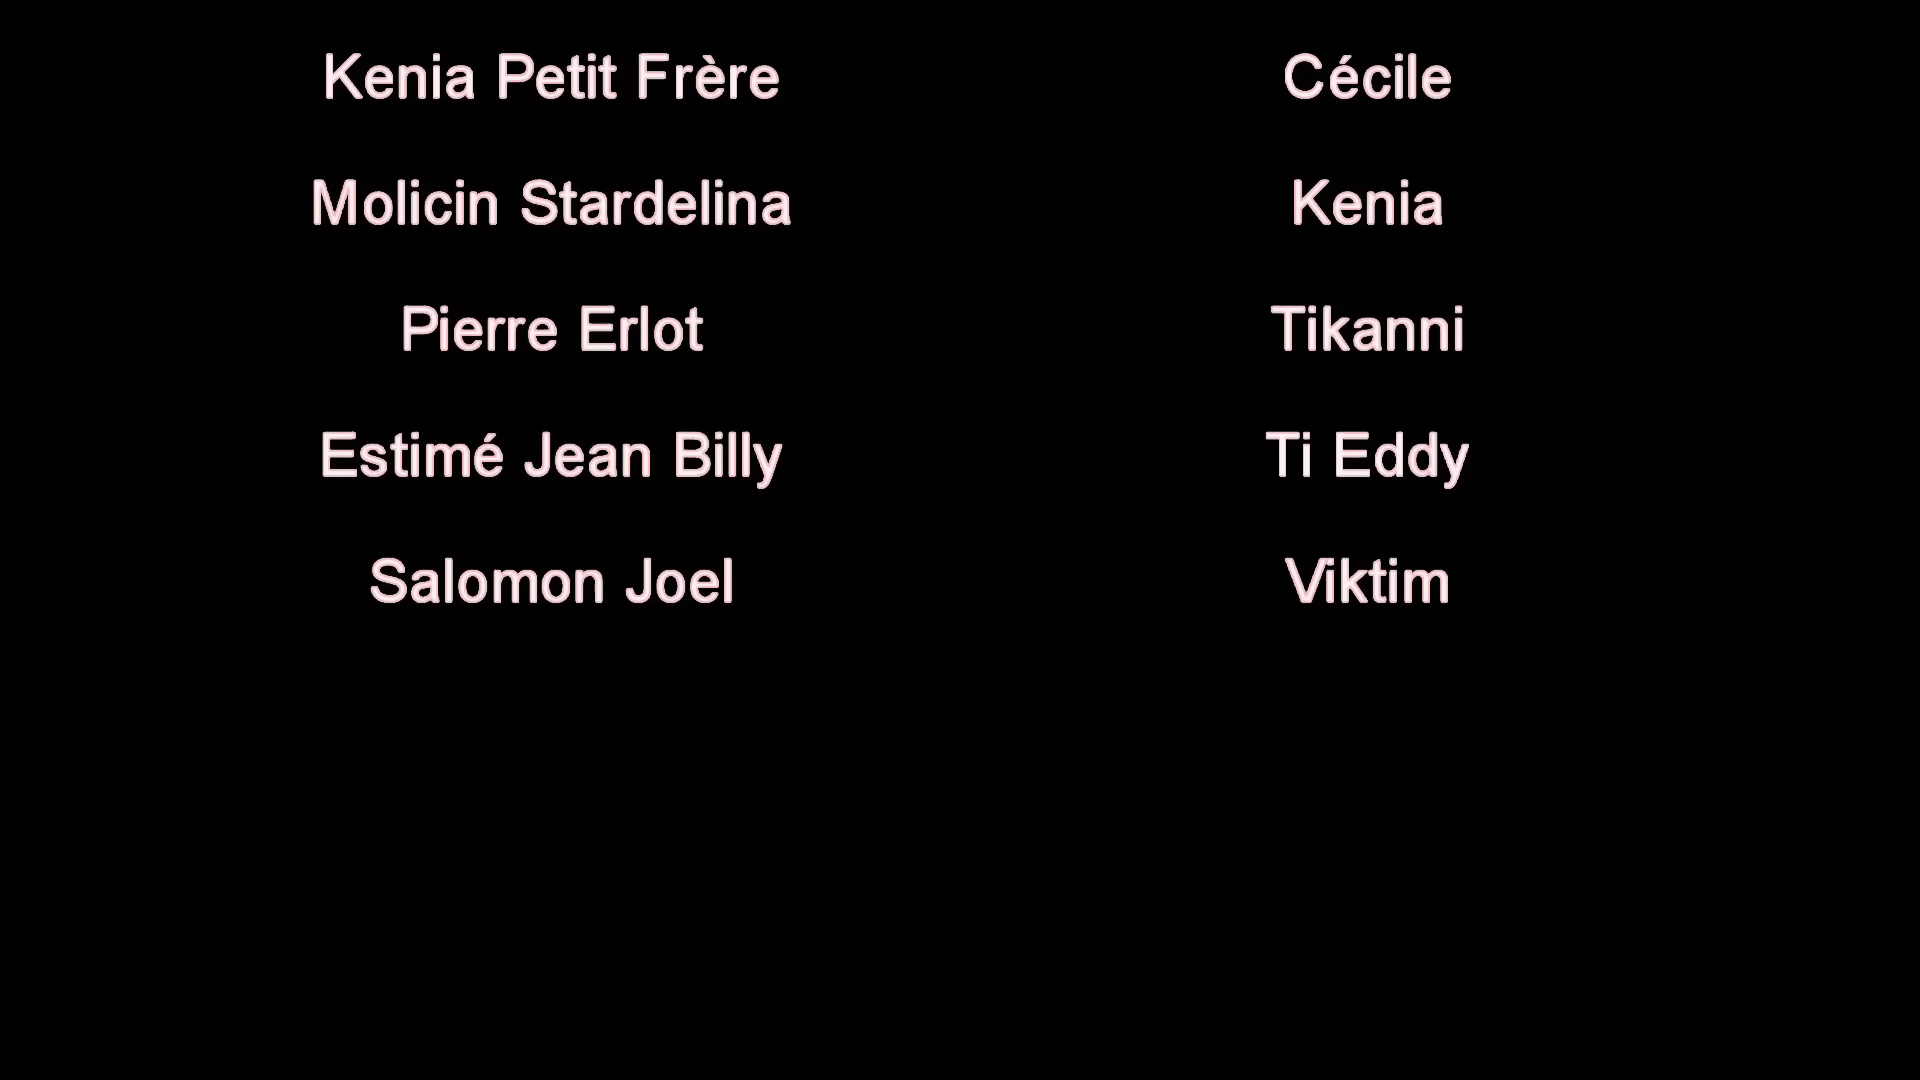 Kenia Petit Frère Cécile
Molicin Stardelina Kenia
Pierre Erlot Tikanni
Estimé Jean Billy Ti Eddy
Salomon Joel Viktim